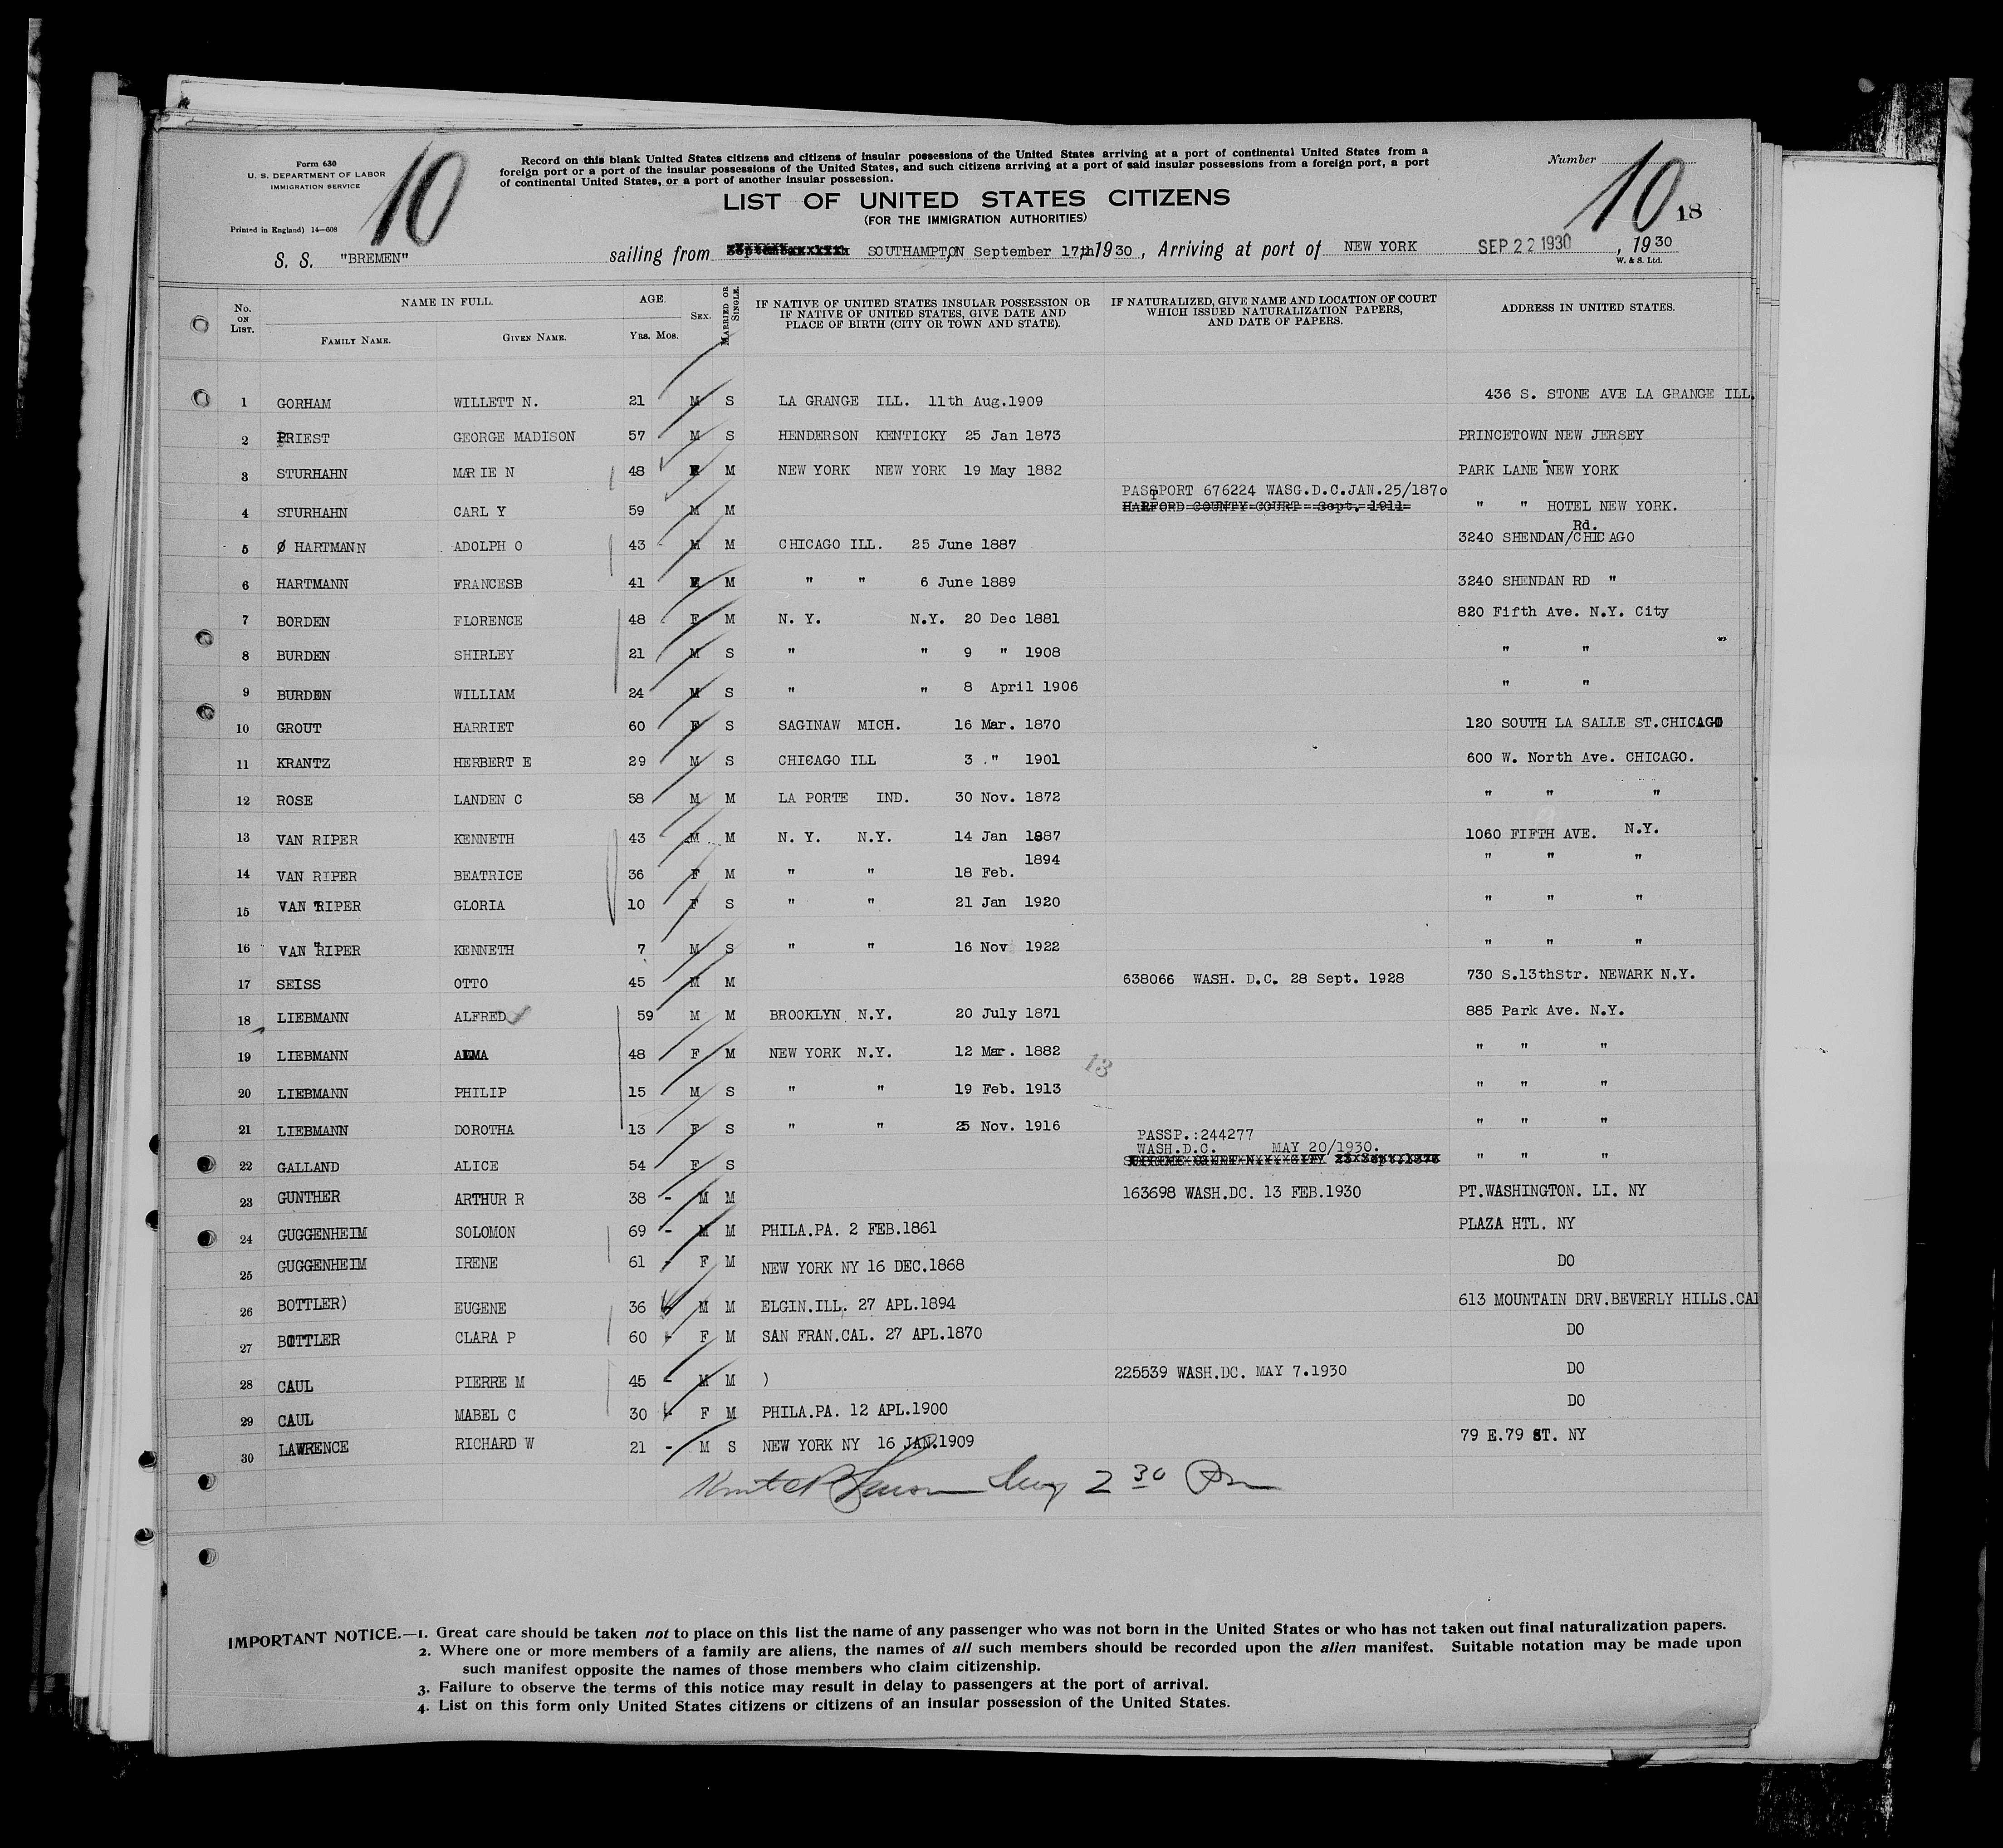 Form 630
U. S. DEPARTMENT OF LABOR
IMMIGRATION SERVICE
Printed in England) 14—608
10
Record on this blank United States citizens and citizens of insular possessions of the United States arriving at a port of continental United States from a
foreign port or a port of the insular possessions of the United States, and such citizens arriving at a port of said insular possessions from a foreign port, a port
of continental United States, or a port of another insular possession.
Number 10 18
LIST OF UNITED STATES CITIZENS
(FOR THE IMMIGRATION AUTHORITIES)
S. S. "BREMEN" sailing from SOUTHAMPTON September 17th 1930, Arriving at port of NEW YORK SEP 22 1930, 1930
W. & S. Ltd.
No. ON LIST. NAME IN FULL. AGE. SEX. MARRIED OR SINGLE. IF NATIVE OF UNITED STATES INSULAR POSSESSION OR IF NATIVE OF UNITED STATES, GIVE DATE AND PLACE OF BIRTH (CITY OR TOWN AND STATE). IF NATURALIZED, GIVE NAME AND LOCATION OF COURT WHICH ISSUED NATURALIZATION PAPERS, AND DATE OF PAPERS. ADDRESS IN UNITED STATES.
FAMILY NAME. GIVEN NAME. YRS. MOS.
1 GORHAM WILLETT N. 21 M S LA GRANGE ILL. 11th Aug.1909 436 S. STONE AVE LA GRANGE ILL.
2 PRIEST GEORGE MADISON 57 M S HENDERSON KENTICKY 25 Jan 1873 PRINCETOWN NEW JERSEY
3 STURHAHN MARIE N 48 F M NEW YORK NEW YORK 19 May 1882 PARK LANE NEW YORK
PASSPORT 676224 WASG.D.C.JAN.25/1870
4 STURHAHN CARL Y 59 M M HARFORD COUNTY COURT Sept. 1911 " " HOTEL NEW YORK.
Rd.
5 Ø HARTMANN ADOLPH O 43 - M M CHICAGO ILL. 25 June 1887 3240 SHENDAN/CHICAGO
6 HARTMANN FRANCESB 41 F M " " 6 June 1889 3240 SHENDAN RD "
7 BORDEN FLORENCE 48 F M N. Y. N.Y. 20 Dec 1881 820 Fifth Ave. N.Y. City
8 BURDEN SHIRLEY 21 M S " " 9 " 1908 " "
9 BURDEN WILLIAM 24 M S " " 8 April 1906 " "
10 GROUT HARRIET 60 F S SAGINAW MICH. 16 Mar. 1870 120 SOUTH LA SALLE ST.CHICAGO
11 KRANTZ HERBERT E 29 M S CHICAGO ILL 3 " 1901 600 W. North Ave. CHICAGO.
12 ROSE LANDEN C 58 M M LA PORTE IND. 30 Nov. 1872 " " "
13 VAN RIPER KENNETH 43 M M N. Y. N.Y. 14 Jan 1887 1060 FIFTH AVE. N.Y.
14 VAN RIPER BEATRICE 36 F M " " 18 Feb. 1894 " " "
15 VAN RIPER GLORIA 10 F S " " 21 Jan 1920 " " "
16 VAN RIPER KENNETH 7 M S " " 16 Nov 1922 " " "
17 SEISS OTTO 45 M M 638066 WASH. D.C. 28 Sept. 1928 730 S.13thStr. NEWARK N.Y.
18 LIEBMANN ALFRED 59 M M BROOKLYN N.Y. 20 July 1871 885 Park Ave. N.Y.
19 LIEBMANN ALMA 48 F M NEW YORK N.Y. 12 Mar. 1882 13 " " "
20 LIEBMANN PHILIP 15 M S " " 19 Feb. 1913 " " "
21 LIEBMANN DOROTHA 13 F S " " 25 Nov. 1916 " " "
PASSP.:244277
WASH.D.C. MAY 20/1930.
22 GALLAND ALICE 54 F S " " "
23 GUNTHER ARTHUR R 38 - M M 163698 WASH.DC. 13 FEB.1930 PT.WASHINGTON. LI. NY
24 GUGGENHEIM SOLOMON 69 - M M PHILA.PA. 2 FEB.1861 PLAZA HTL. NY
25 GUGGENHEIM IRENE 61 - F M NEW YORK NY 16 DEC.1868 DO
26 BOTTLER) EUGENE 36 - M M ELGIN.ILL. 27 APL.1894 613 MOUNTAIN DRV.BEVERLY HILLS.CAL
27 BOTTLER CLARA P 60 - F M SAN FRAN.CAL. 27 APL.1870 DO
28 CAUL PIERRE M 45 - M M ) 225539 WASH.DC. MAY 7.1930 DO
29 CAUL MABEL C 30 - F M PHILA.PA. 12 APL.1900 DO
30 LAWRENCE RICHARD W 21 - M S NEW YORK NY 16 JAN.1909 79 E.79 ST. NY
2 30 Pm
IMPORTANT NOTICE.—1. Great care should be taken not to place on this list the name of any passenger who was not born in the United States or who has not taken out final naturalization papers.
2. Where one or more members of a family are aliens, the names of all such members should be recorded upon the alien manifest. Suitable notation may be made upon
such manifest opposite the names of those members who claim citizenship.
3. Failure to observe the terms of this notice may result in delay to passengers at the port of arrival.
4. List on this form only United States citizens or citizens of an insular possession of the United States.